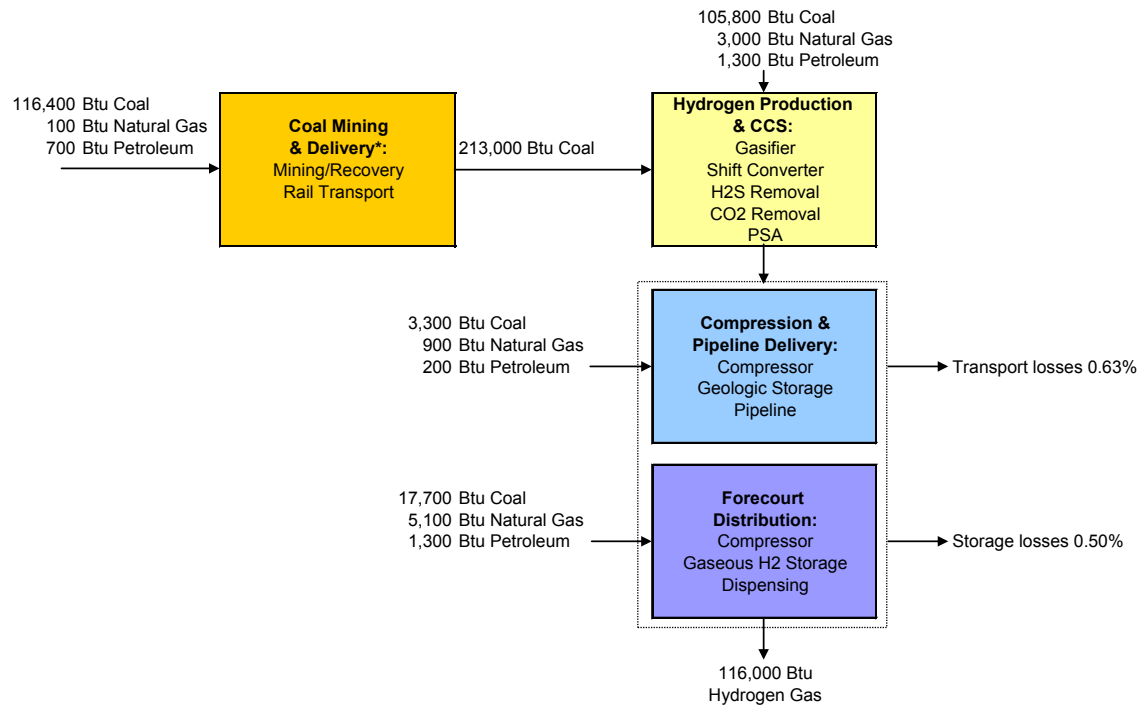 105,800 Btu Coal
3,000 Btu Natural Gas
1,300 Btu Petroleum
116,400 Btu Coal
100 Btu Natural Gas
700 Btu Petroleum
Coal Mining
& Delivery*:
Mining/Recovery
Rail Transport
213,000 Btu Coal
Hydrogen Production
& CCS:
Gasifier
Shift Converter
H2S Removal
CO2 Removal
PSA
3,300 Btu Coal
900 Btu Natural Gas
200 Btu Petroleum
Compression &
Pipeline Delivery:
Compressor
Geologic Storage
Pipeline
Transport losses 0.63%
17,700 Btu Coal
5,100 Btu Natural Gas
1,300 Btu Petroleum
Forecourt
Distribution:
Compressor
Gaseous H2 Storage
Dispensing
Storage losses 0.50%
116,000 Btu
Hydrogen Gas